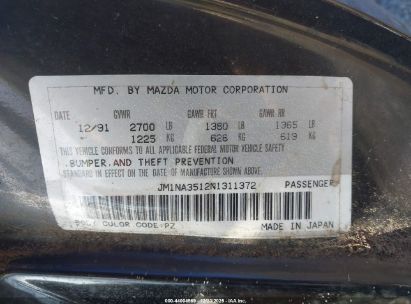 MFD. BY MAZDA MOTOR CORPORATION
DATE GVWR GAWR FRT GAWR RR
12/91 2700 LB 1380 LB 1365 LB
1225 KG 626 KG 619 KG
THIS VEHICLE CONFORMS TO ALL APPLICABLE FEDERAL MOTOR VEHICLE SAFETY,
BUMPER, AND THEFT PREVENTION
STANDARDS IN EFFECT ON THE DATE OF MANUFACTURE SHOWN ABOVE.
JM1NA3512N1311372 PASSENGER
BODY COLOR CODE: PZ MADE IN JAPAN